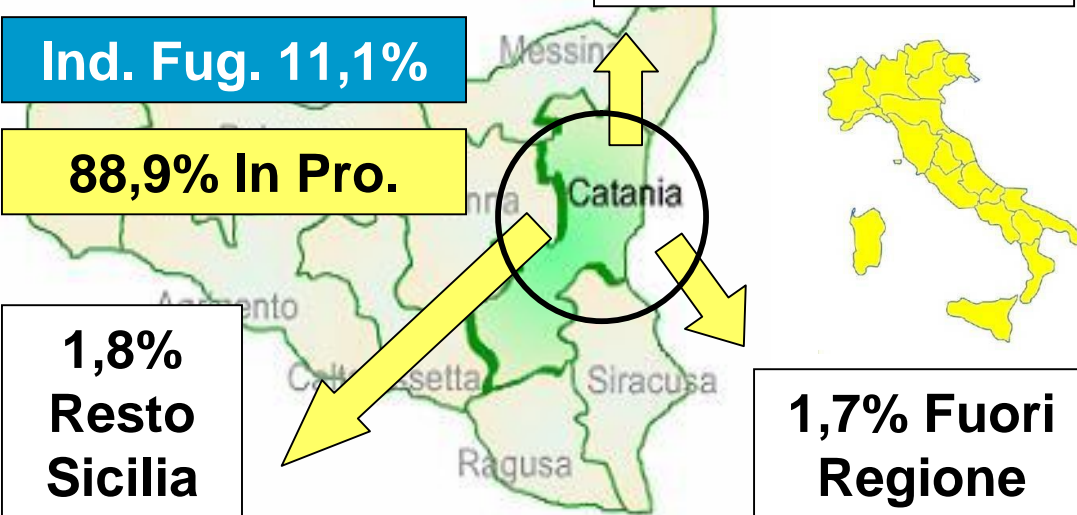 Ind. Fug. 11,1%
88,9% In Pro.
Catania
1,8%
Resto
Sicilia
Siracusa
Ragusa
1,7% Fuori
Regione